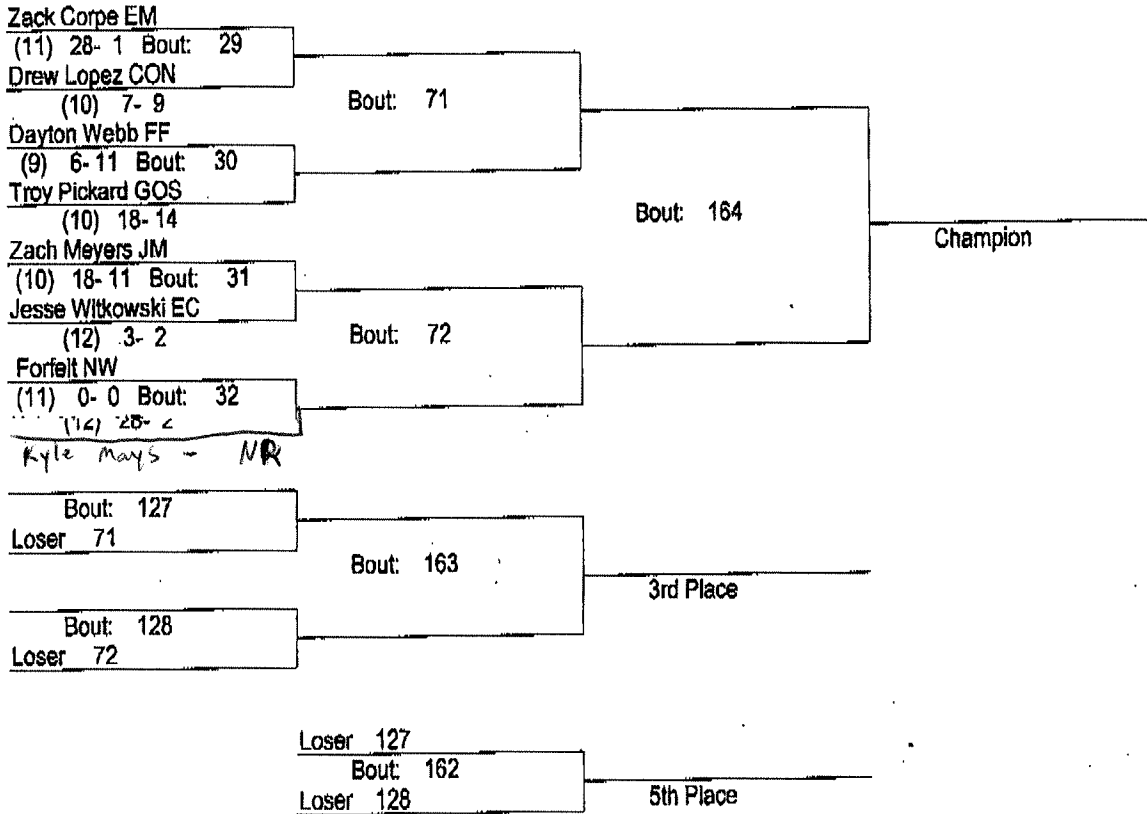 Zack Corpe EM
(11) 28- 1 Bout: 29
Drew Lopez CON
(10) 7- 9
Dayton Webb FF
(9) 6- 11 Bout: 30
Troy Pickard GOS
(10) 18- 14
Zach Meyers JM
(10) 18- 11 Bout: 31
Jesse Witkowski EC
(12) 3- 2
Forfeit NW
(11) 0- 0 Bout: 32
(12) 28- 2
Kyle Mays - NR
Bout: 71
Bout: 72
Bout: 164
Champion
Bout: 127
Loser 71
Bout: 128
Loser 72
Bout: 163
3rd Place
Loser 127
Bout: 162
Loser 128
5th Place